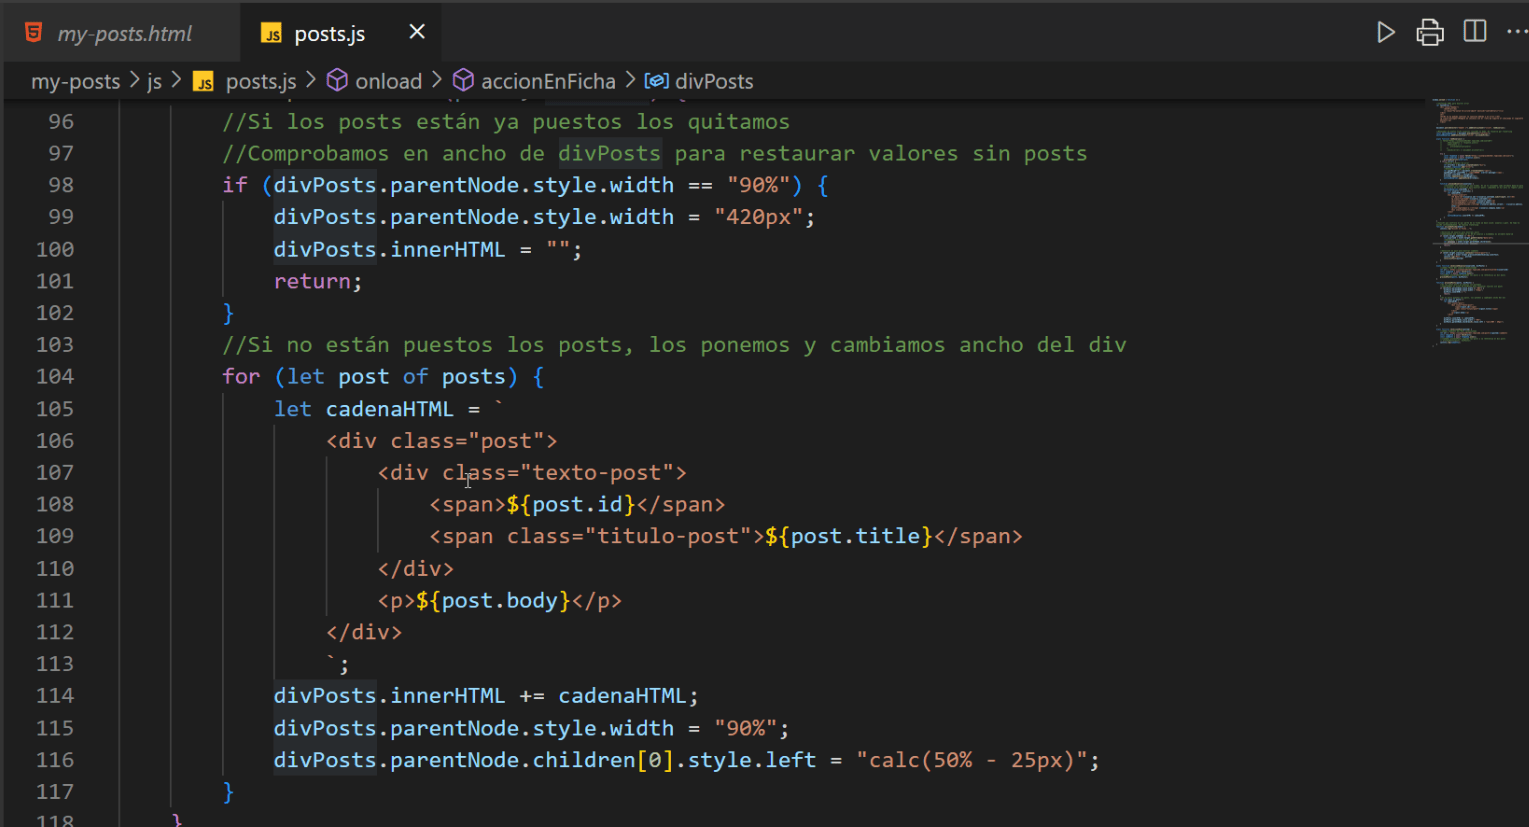 my-posts.html JS posts.js ×
my-posts > js > JS posts.js > onload > accionEnFicha > divPosts
96 //Si los posts están ya puestos los quitamos
97 //Comprobamos en ancho de divPosts para restaurar valores sin posts
98 if (divPosts.parentNode.style.width == "90%") {
99 divPosts.parentNode.style.width = "420px";
100 divPosts.innerHTML = "";
101 return;
102 }
103 //Si no están puestos los posts, los ponemos y cambiamos ancho del div
104 for (let post of posts) {
105 let cadenaHTML = `
106 <div class="post">
107 <div class="texto-post">
108 <span>${post.id}</span>
109 <span class="titulo-post">${post.title}</span>
110 </div>
111 <p>${post.body}</p>
112 </div>
113 `;
114 divPosts.innerHTML += cadenaHTML;
115 divPosts.parentNode.style.width = "90%";
116 divPosts.parentNode.children[0].style.left = "calc(50% - 25px)";
117 }
118 }